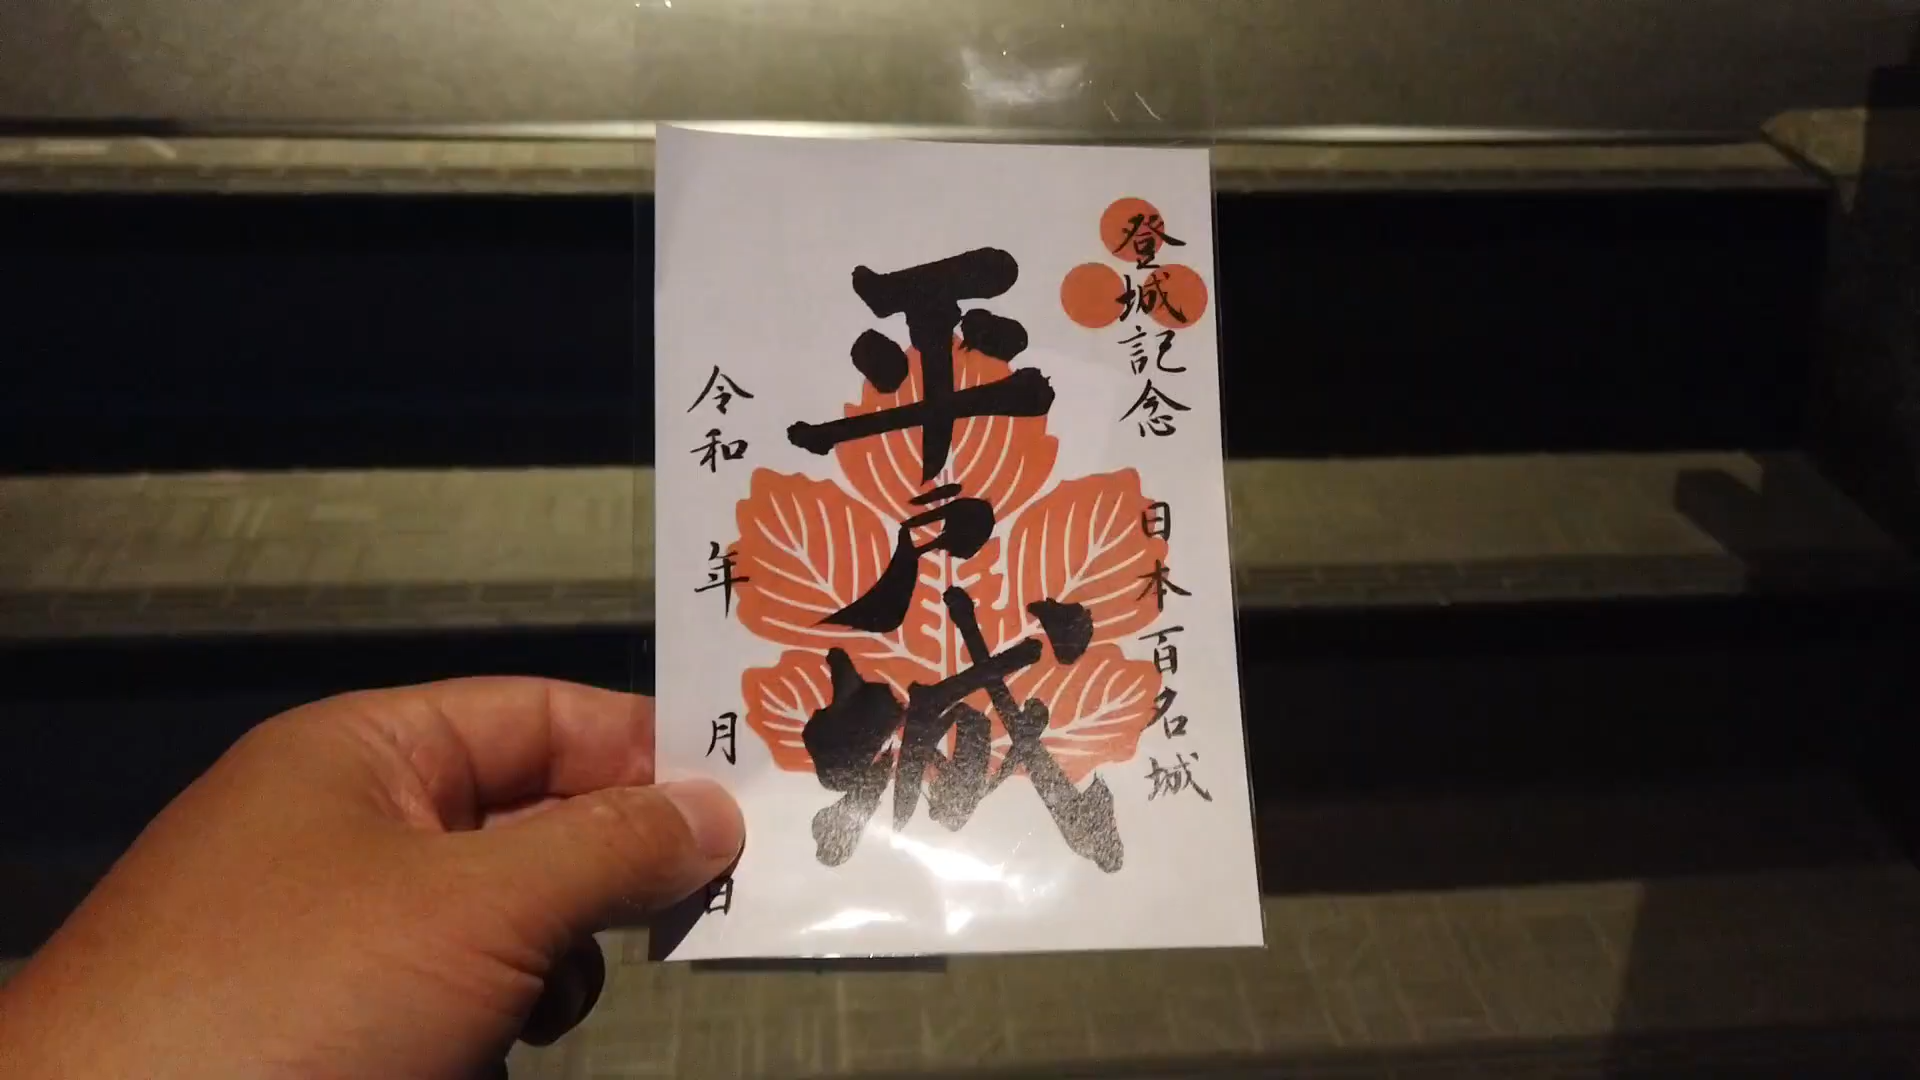 登城記念 日本百名城
平戸城
令和 年 月 日